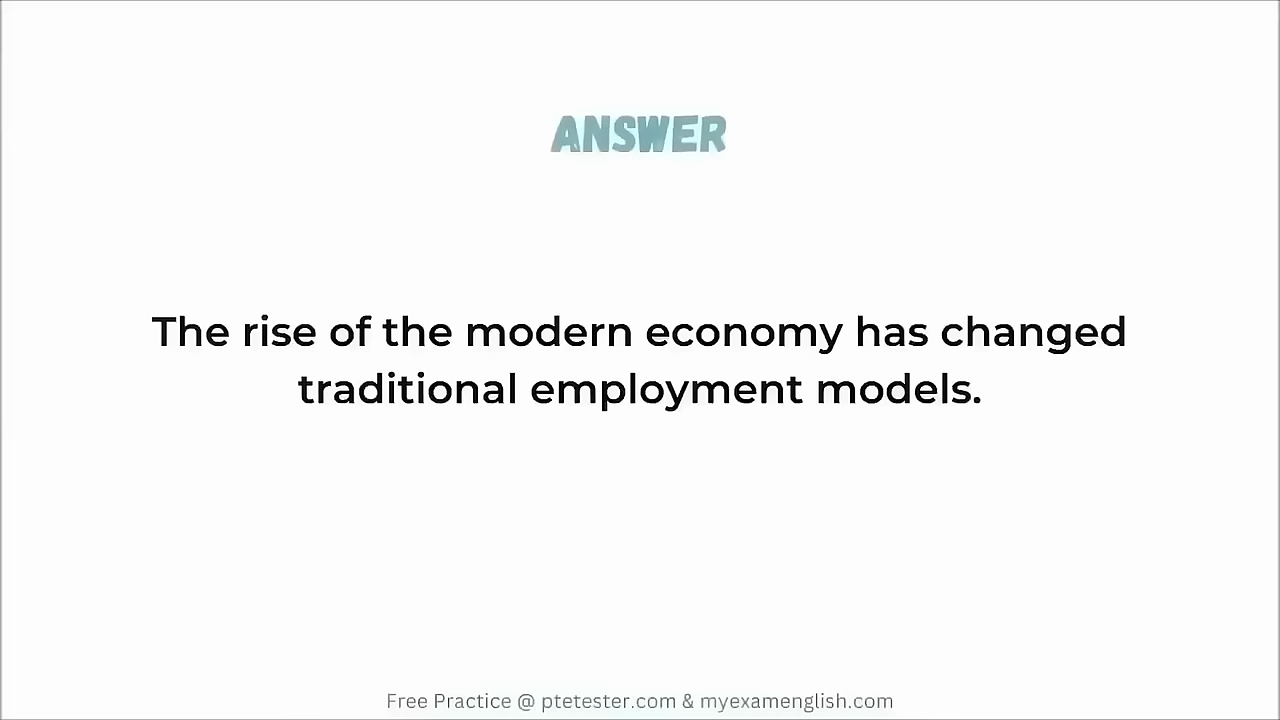 ANSWER
The rise of the modern economy has changed
traditional employment models.
Free Practice @ ptetester.com & myexamenglish.com